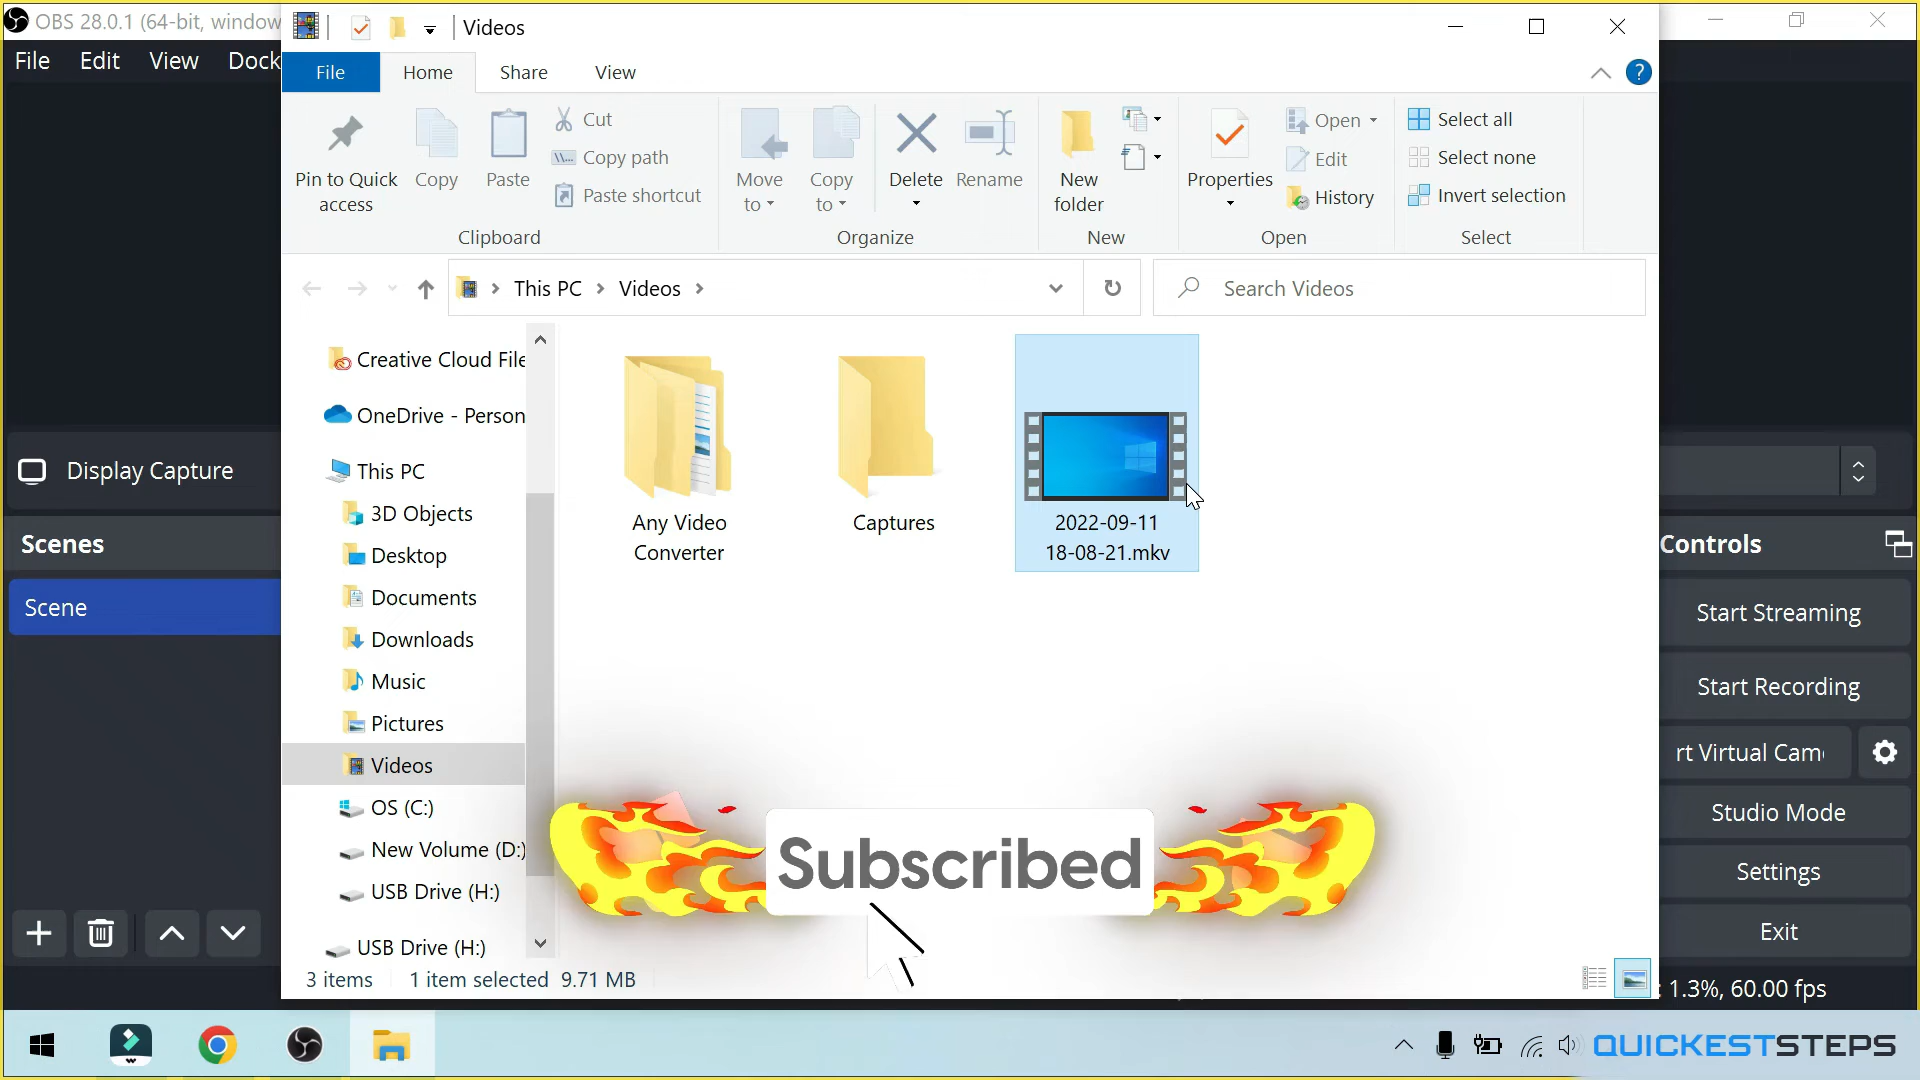 OBS 28.0.1 (64-bit, window
File
Edit
View
Dock
Videos
File
Home
Share
View
Pin to Quick
access
Copy
Paste
Cut
Copy path
Paste shortcut
Clipboard
Move
to
Copy
to
Delete
Rename
Organize
New
folder
New
Properties
Open
Edit
History
Open
Select all
Select none
Invert selection
Select
This PC
Videos
Search Videos
Creative Cloud File
OneDrive - Person
This PC
3D Objects
Desktop
Documents
Downloads
Music
Pictures
Videos
OS (C:)
New Volume (D:)
USB Drive (H:)
USB Drive (H:)
Any Video
Converter
Captures
2022-09-11
18-08-21.mkv
Subscribed
3 items
1 item selected 9.71 MB
Display Capture
Scenes
Scene
Controls
Start Streaming
Start Recording
rt Virtual Cam
Studio Mode
Settings
Exit
: 1.3%, 60.00 fps
QUICKESTSTEPS